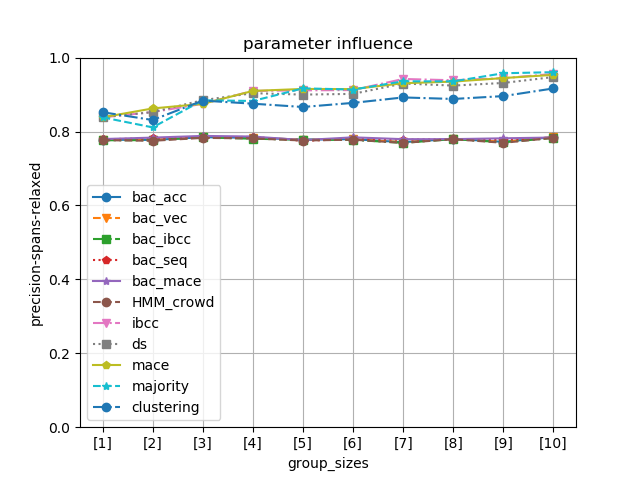 parameter influence
precision-spans-relaxed
1.0
0.8
0.6
0.4
0.2
0.0
bac_acc
bac_vec
bac_ibcc
bac_seq
bac_mace
HMM_crowd
ibcc
ds
mace
majority
clustering
[1] [2] [3] [4] [5] [6] [7] [8] [9] [10]
group_sizes